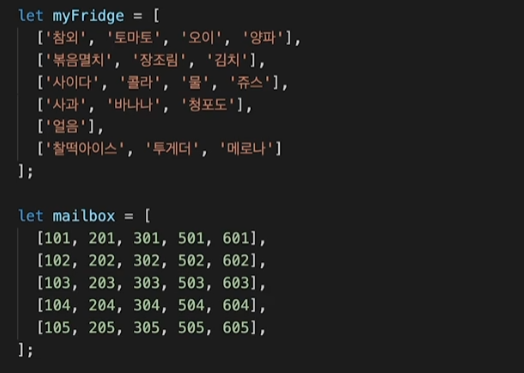 let myFridge = [
['참외', '토마토', '오이', '양파'],
['볶음멸치', '장조림', '김치'],
['사이다', '콜라', '물', '쥬스'],
['사과', '바나나', '청포도'],
['얼음'],
['찰떡아이스', '투게더', '메로나']
];
let mailbox = [
[101, 201, 301, 501, 601],
[102, 202, 302, 502, 602],
[103, 203, 303, 503, 603],
[104, 204, 304, 504, 604],
[105, 205, 305, 505, 605],
];